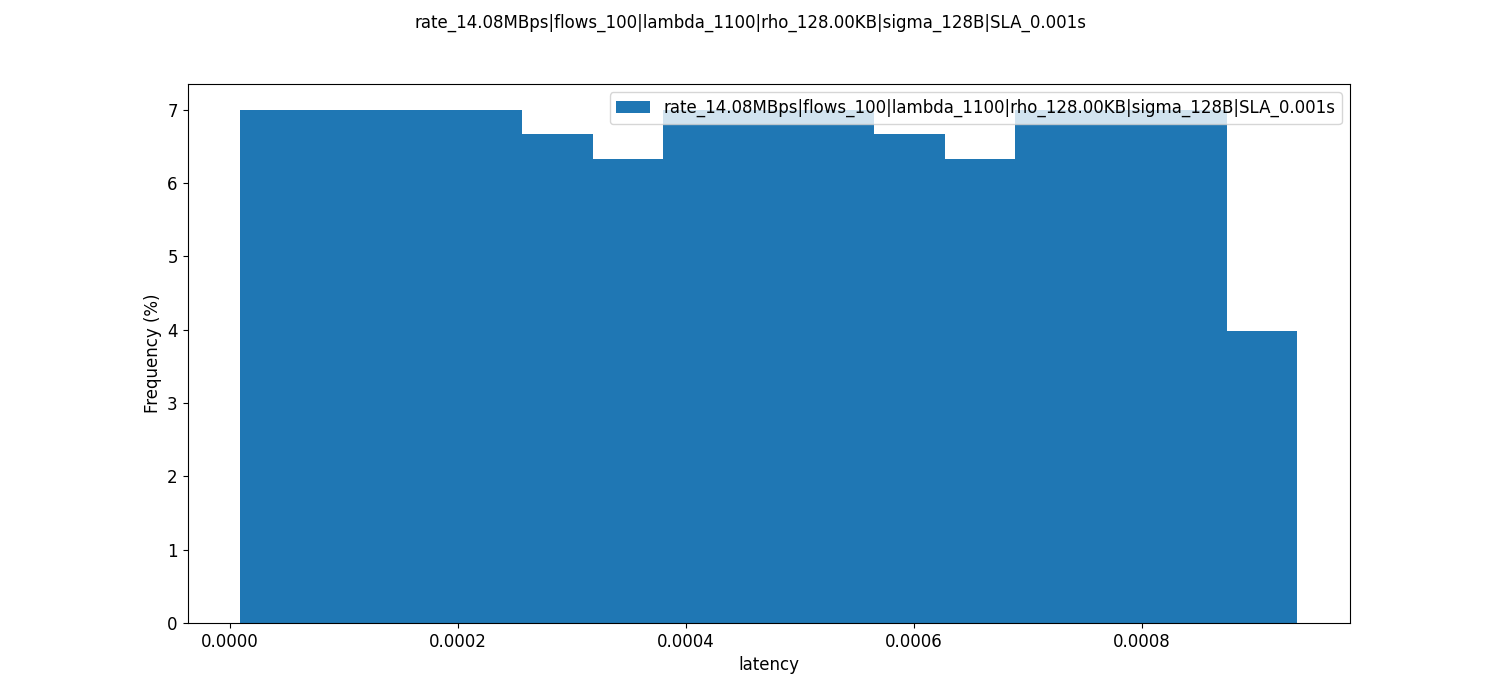 rate_14.08MBps|flows_100|lambda_1100|rho_128.00KB|sigma_128B|SLA_0.001s
rate_14.08MBps|flows_100|lambda_1100|rho_128.00KB|sigma_128B|SLA_0.001s
7
6
5
4
3
2
1
0
Frequency (%)
0.0000 0.0002 0.0004 0.0006 0.0008
latency